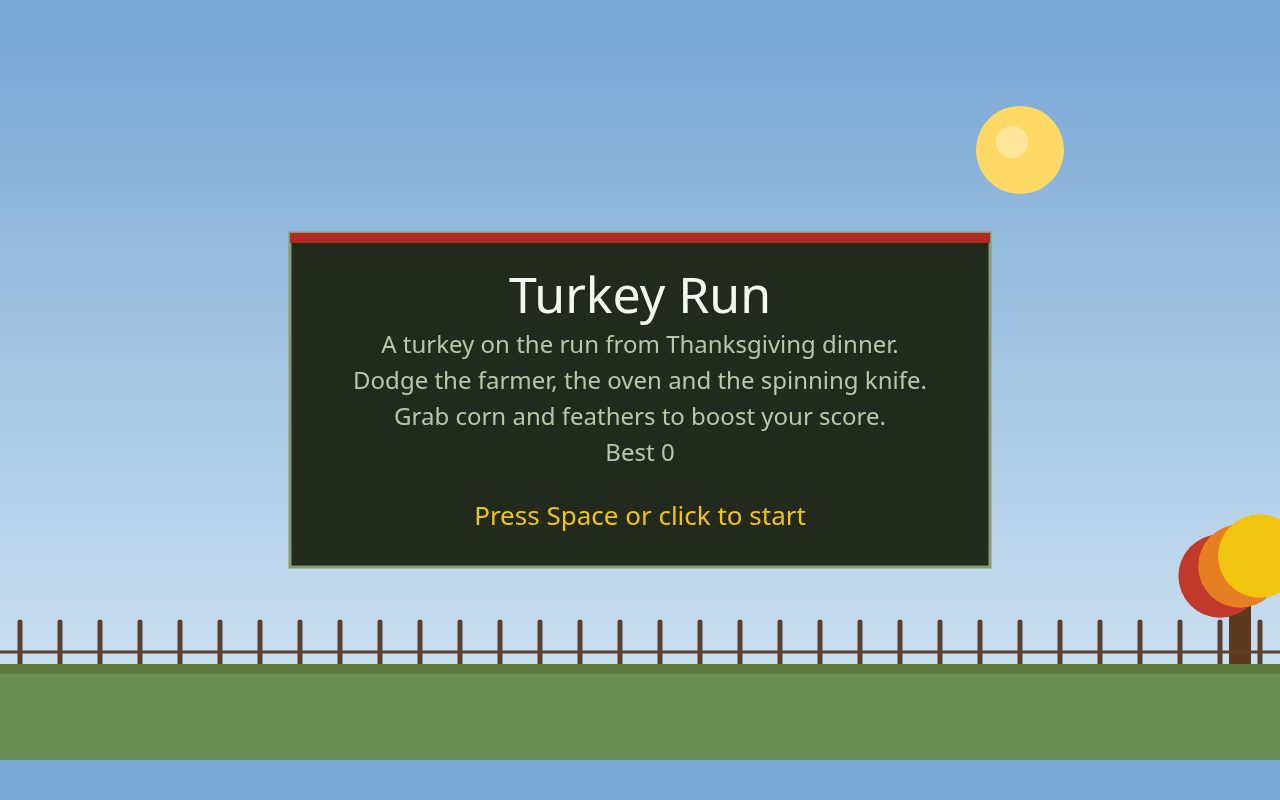 Turkey Run
A turkey on the run from Thanksgiving dinner.
Dodge the farmer, the oven and the spinning knife.
Grab corn and feathers to boost your score.
Best 0
Press Space or click to start